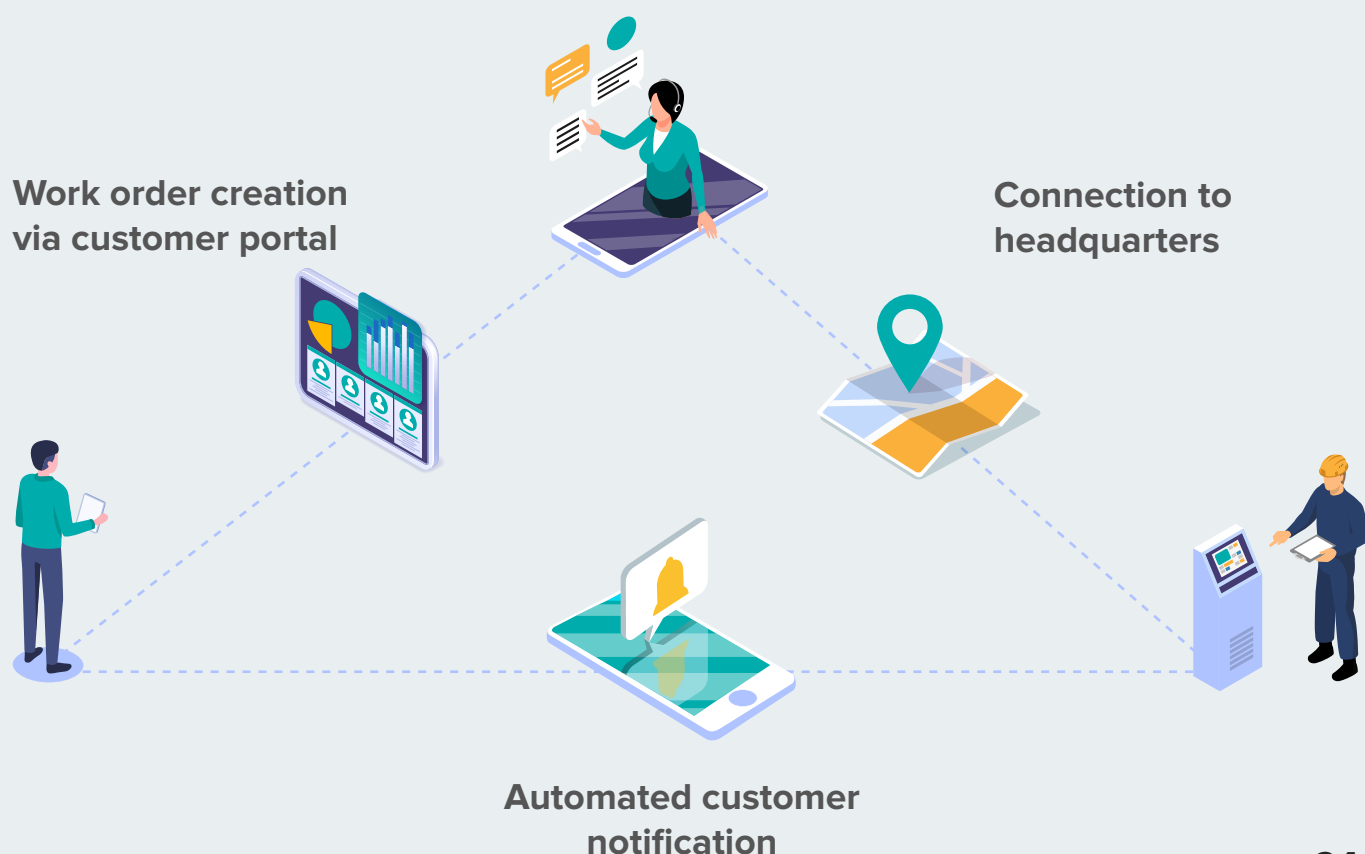 Work order creation
via customer portal
Connection to
headquarters
Automated customer
notification